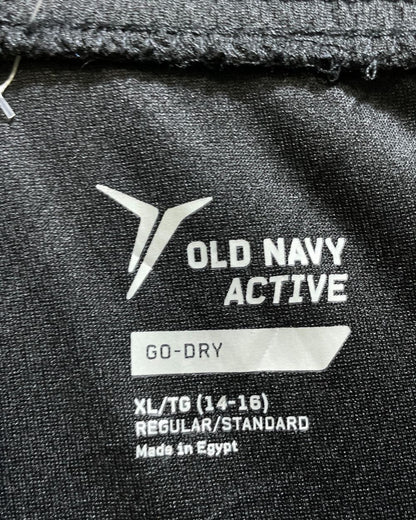 OLD NAVY
ACTIVE
GO-DRY
XL/TG (14-16)
REGULAR/STANDARD
Made in Egypt